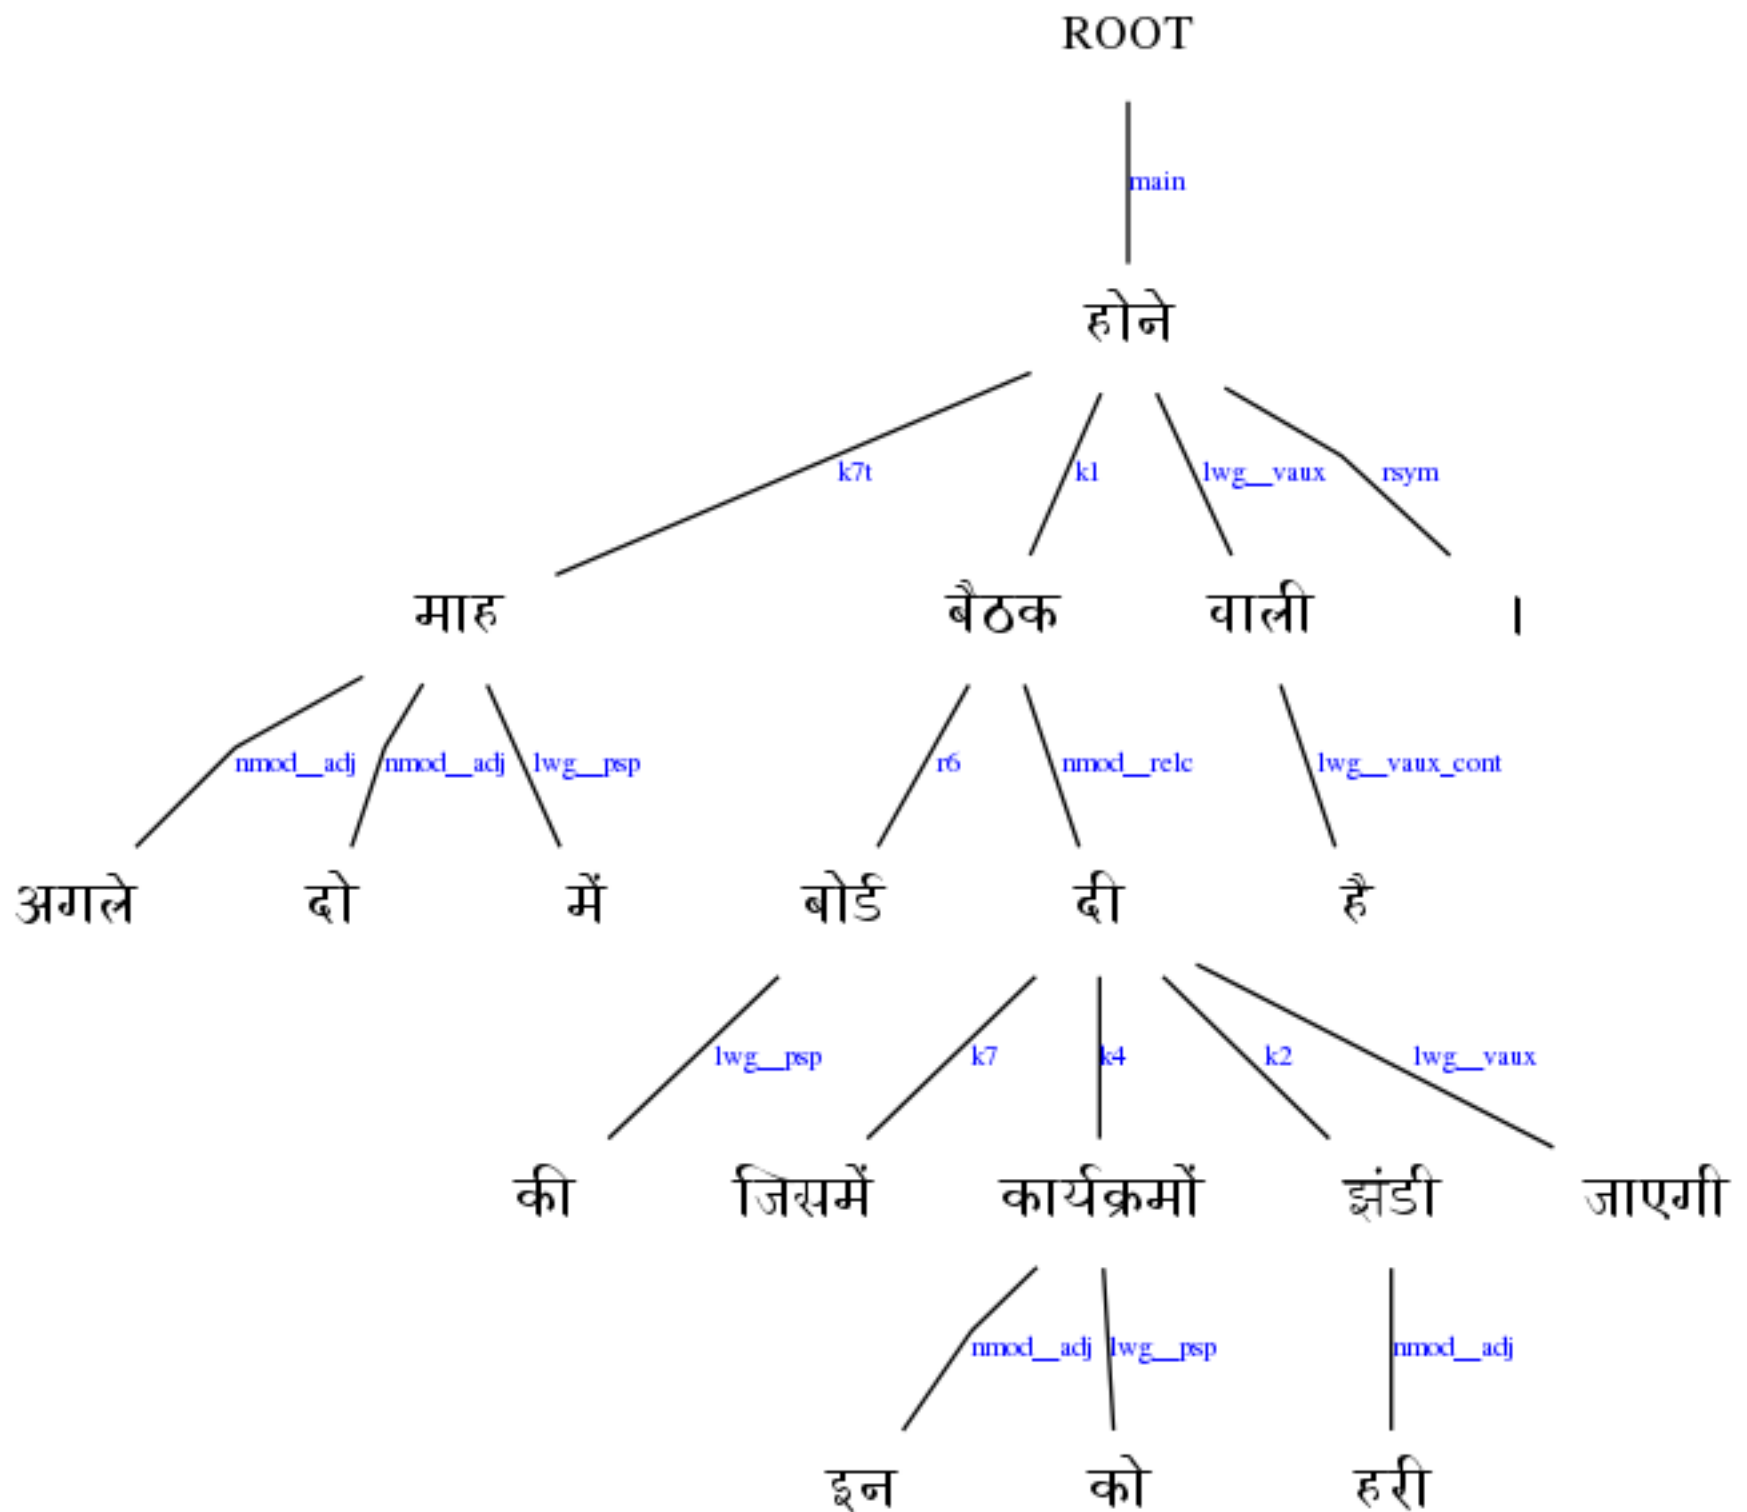 ROOT
main
होने
k7t k1 lwg__vaux rsym
माह बैठक वाली ।
nmod__adj nmod__adj lwg__psp r6 nmod__relc lwg__vaux_cont
अगले दो में बोर्ड दी है
lwg__psp k7 k4 k2 lwg__vaux
की जिसमें कार्यक्रमों झंडी जाएगी
nmod__adj lwg__psp nmod__adj
इन को हरी